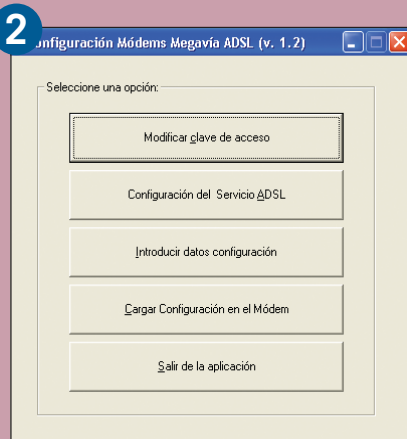 2
onfiguración Módems Megavía ADSL (v. 1.2)
Seleccione una opción:
Modificar clave de acceso
Configuración del Servicio ADSL
Introducir datos configuración
Cargar Configuración en el Módem
Salir de la aplicación